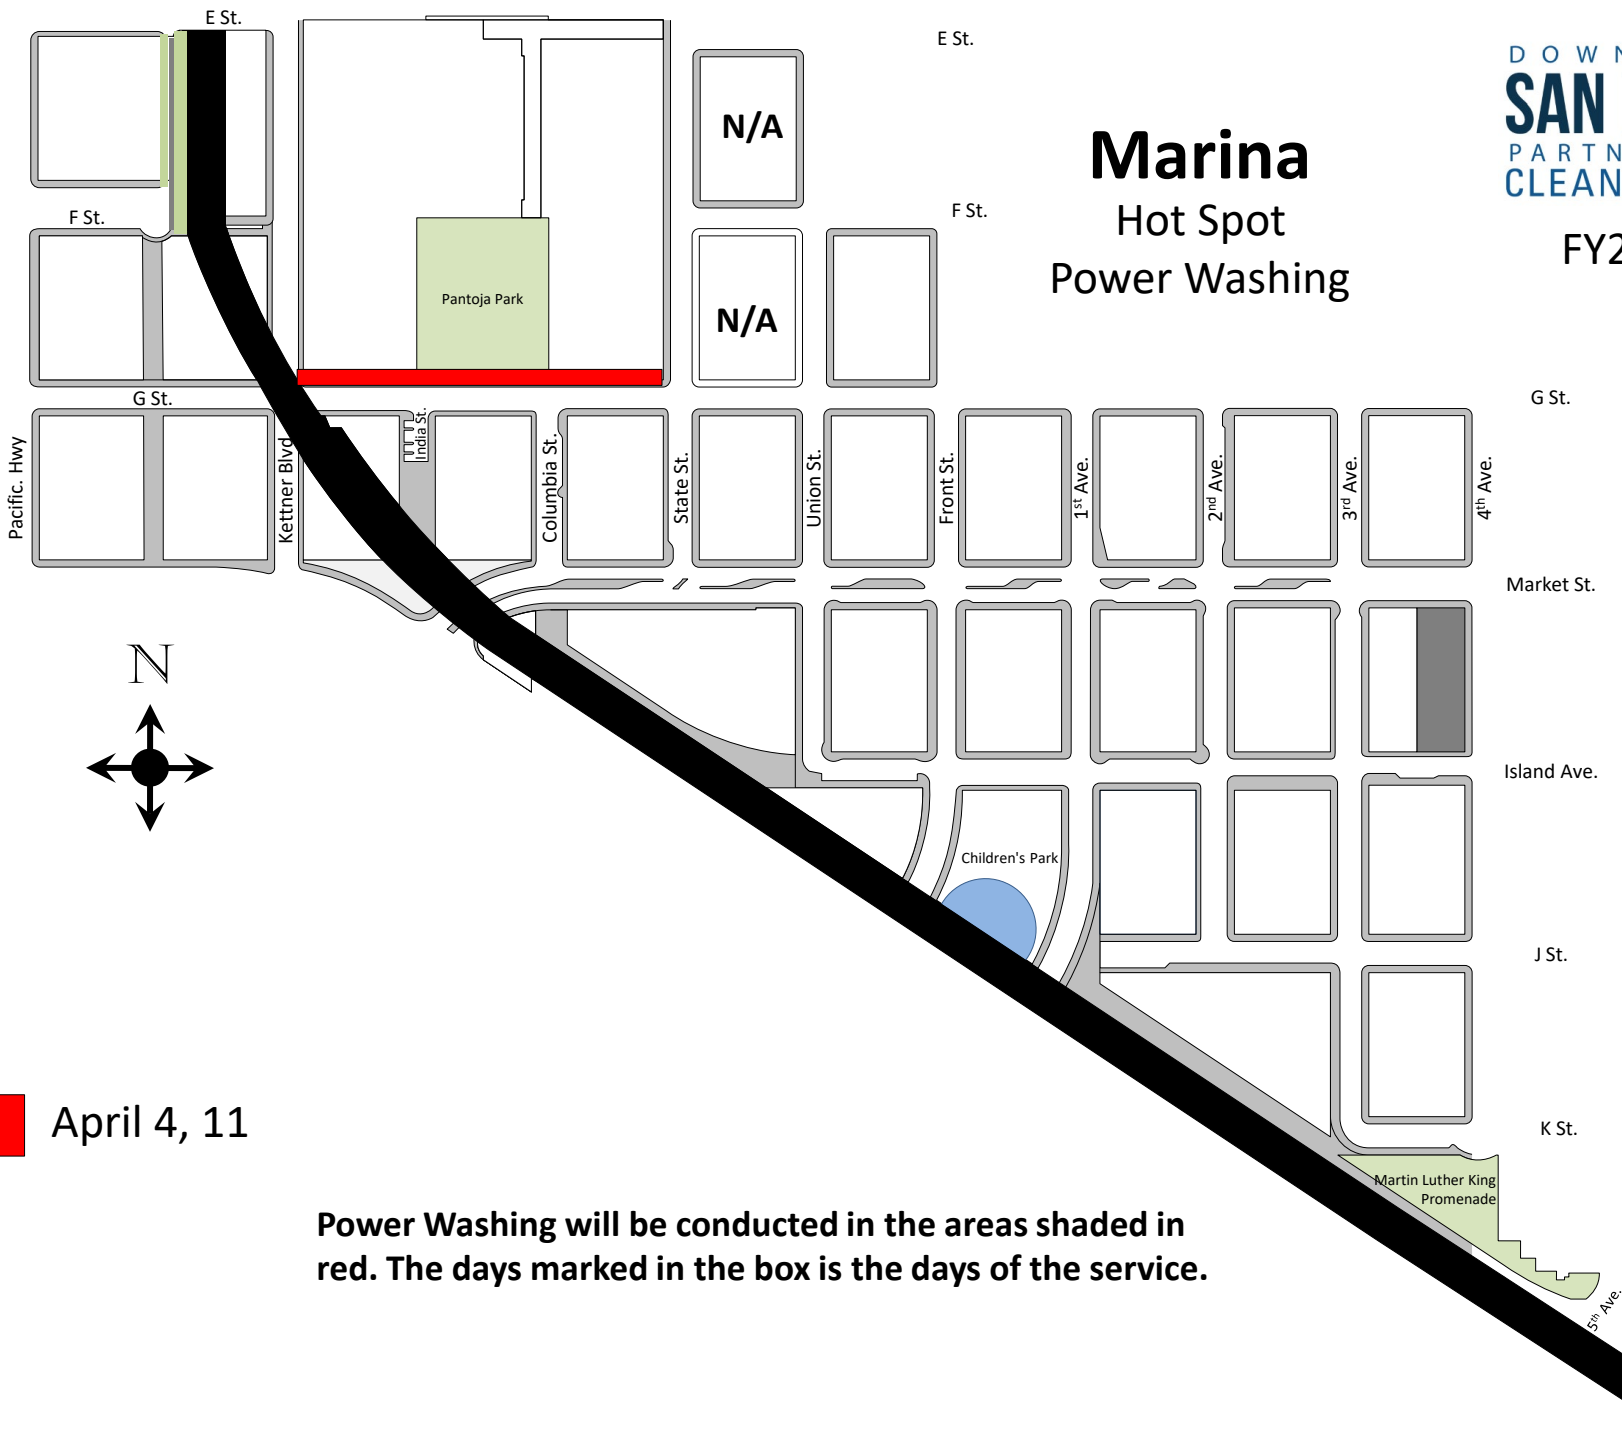 E St.
E St.
D O W N
SAN
PARTN
CLEAN
N/A
Marina
Hot Spot
Power Washing
F St.
F St.
FY2
Pantoja Park
N/A
G St.
G St.
Pacific. Hwy
Kettner Blvd
India St.
Columbia St.
State St.
Union St.
Front St.
1st Ave.
2nd Ave.
3rd Ave.
4th Ave.
Market St.
N
Island Ave.
Children's Park
J St.
April 4, 11
K St.
Martin Luther King
Promenade
Power Washing will be conducted in the areas shaded in
red. The days marked in the box is the days of the service.
5th Ave.